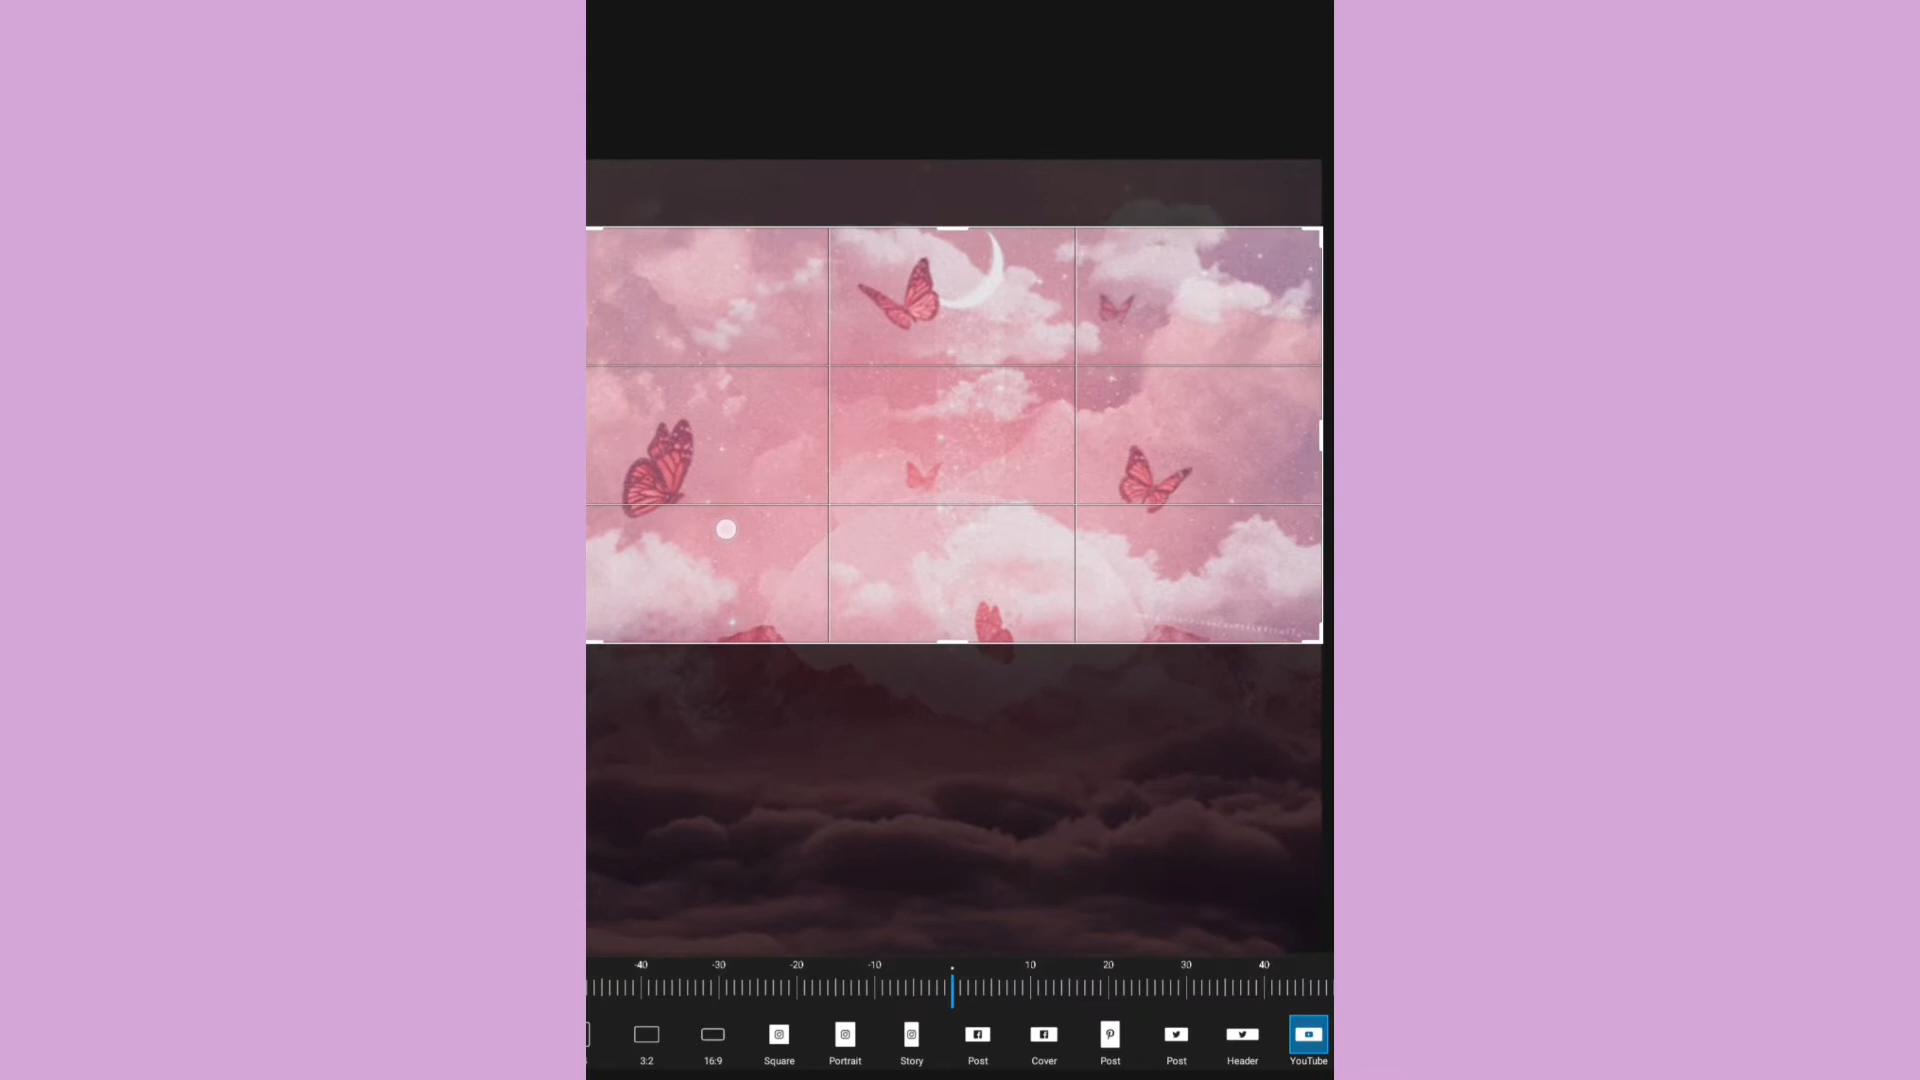 -40 -30 -20 -10 10 20 30 40
3:2 16:9 Square Portrait Story Post Cover Post Post Header YouTube